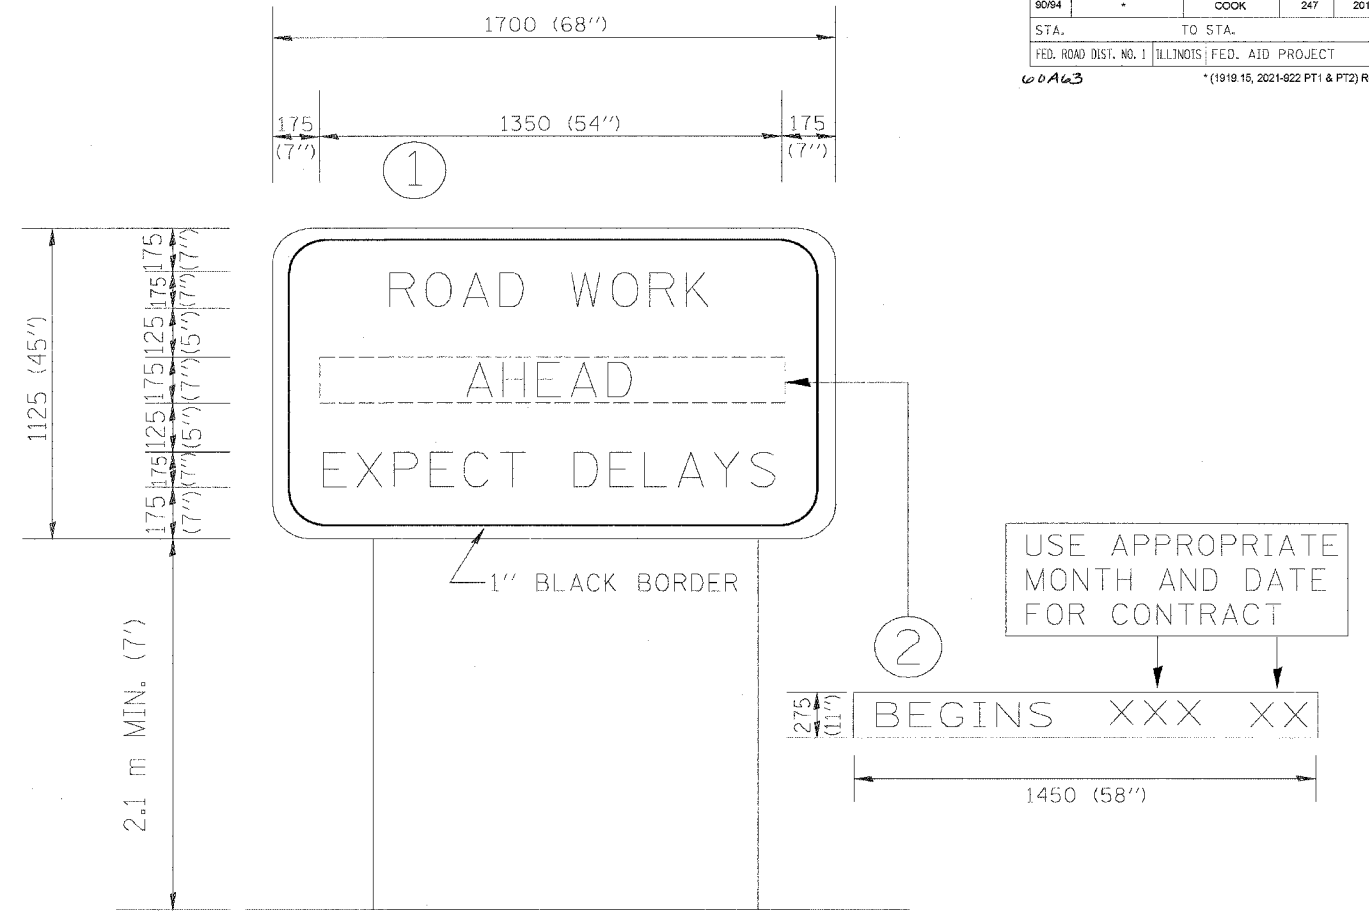 90/94 * COOK 247 201
STA. TO STA.
FED. ROAD DIST. NO. 1 ILLINOIS FED. AID PROJECT
60A63 * (1919.15, 2021-922 PT1 & PT2) R
1700 (68'')
175 1350 (54'') 175
(7'') (7'')
1
1125 (45'')
175 (7'')
175 (7'')
125 (5'')
175 (7'')
125 (5'')
175 (7'')
175 (7'')
ROAD WORK
AHEAD
EXPECT DELAYS
1'' BLACK BORDER
2.1 m MIN. (7')
USE APPROPRIATE
MONTH AND DATE
FOR CONTRACT
2
275 (11'')
BEGINS XXX XX
1450 (58'')